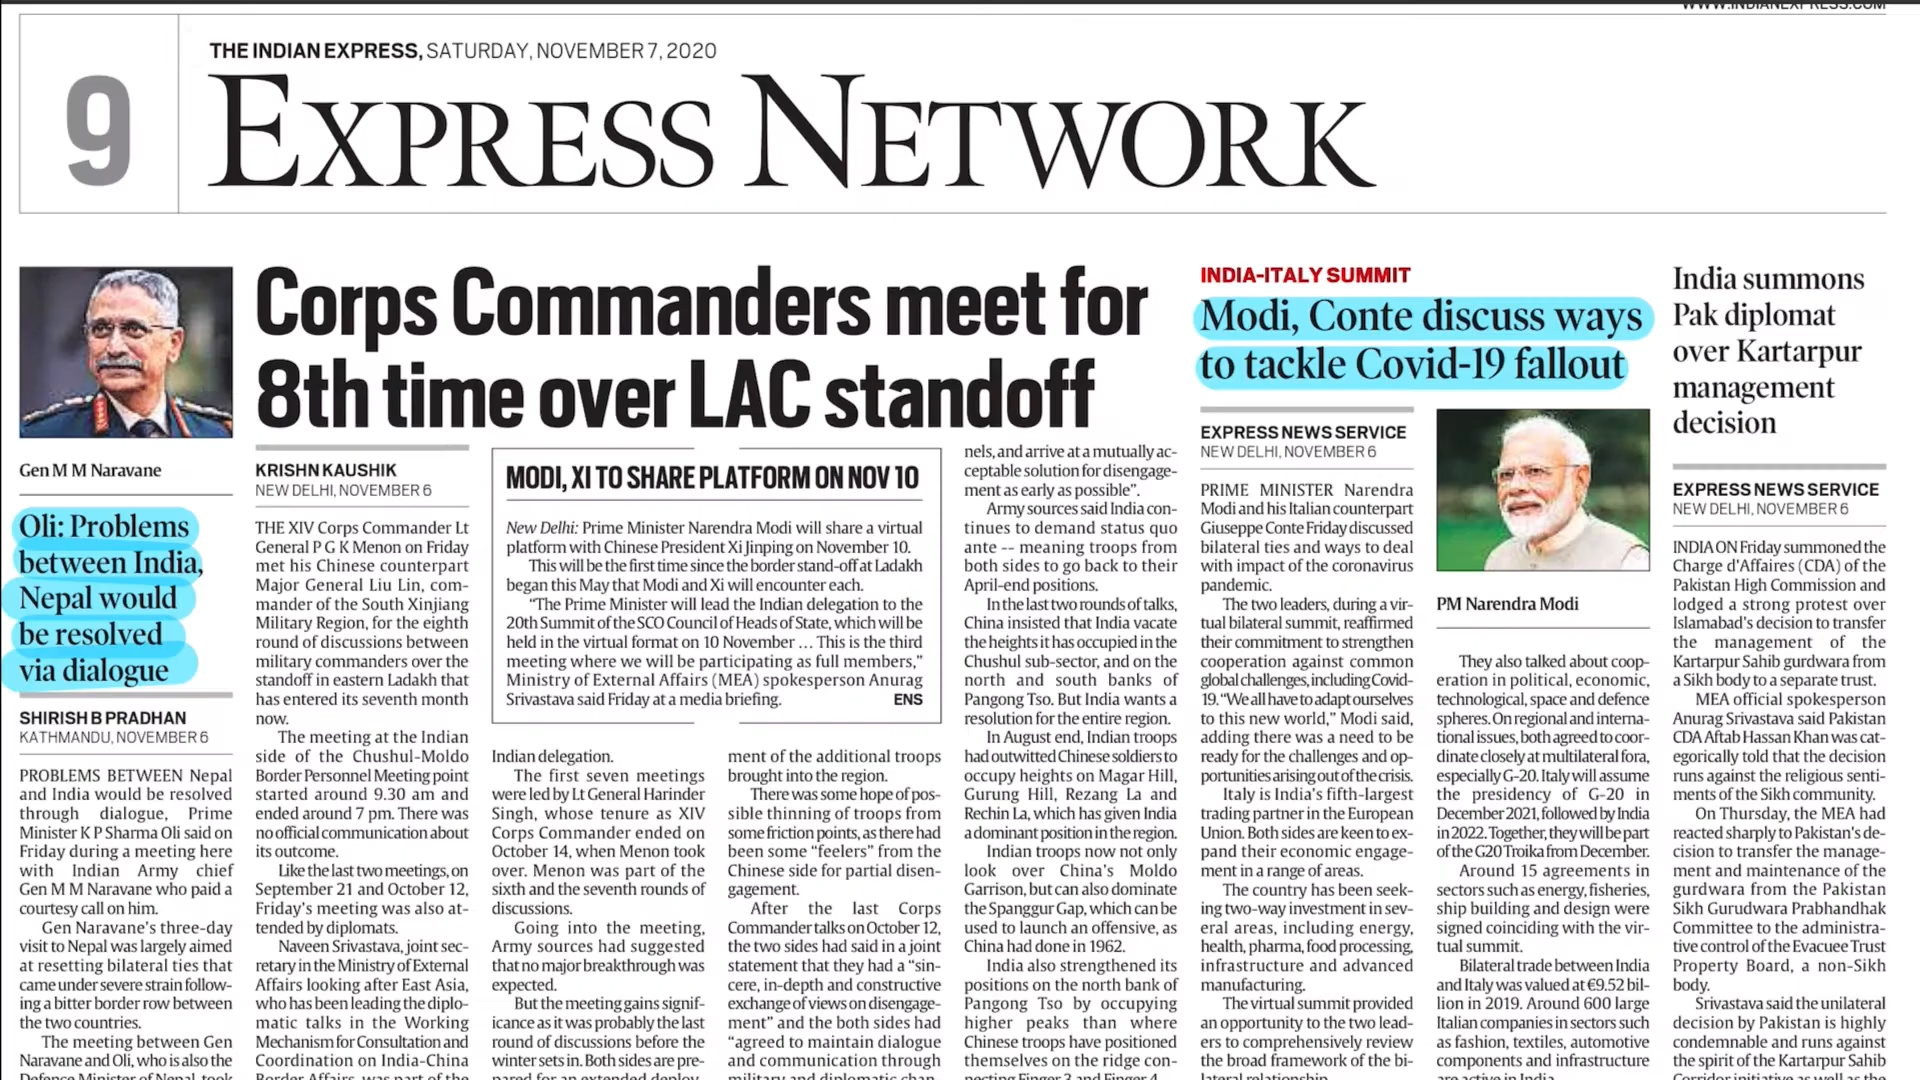 WWW.INDIANEXPRESS.COM
9
THE INDIAN EXPRESS, SATURDAY, NOVEMBER 7, 2020
EXPRESS NETWORK
Gen M M Naravane
Oli: Problems
between India,
Nepal would
be resolved
via dialogue
SHIRISH B PRADHAN
KATHMANDU, NOVEMBER 6
PROBLEMS BETWEEN Nepal
and India would be resolved
through dialogue, Prime
Minister K P Sharma Oli said on
Friday during a meeting here
with Indian Army chief
Gen M M Naravane who paid a
courtesy call on him.
Gen Naravane's three-day
visit to Nepal was largely aimed
at resetting bilateral ties that
came under severe strain follow-
ing a bitter border row between
the two countries.
The meeting between Gen
Naravane and Oli, who is also the
Defence Minister of Nepal, took
Corps Commanders meet for
8th time over LAC standoff
KRISHN KAUSHIK
NEW DELHI, NOVEMBER 6
THE XIV Corps Commander Lt
General P G K Menon on Friday
met his Chinese counterpart
Major General Liu Lin, com-
mander of the South Xinjiang
Military Region, for the eighth
round of discussions between
military commanders over the
standoff in eastern Ladakh that
has entered its seventh month
now.
The meeting at the Indian
side of the Chushul-Moldo
Border Personnel Meeting point
started around 9.30 am and
ended around 7 pm. There was
no official communication about
its outcome.
Like the last two meetings, on
September 21 and October 12,
Friday's meeting was also at-
tended by diplomats.
Naveen Srivastava, joint sec-
retary in the Ministry of External
Affairs looking after East Asia,
who has been leading the diplo-
matic talks in the Working
Mechanism for Consultation and
Coordination on India-China
Border Affairs, was part of the
MODI, XI TO SHARE PLATFORM ON NOV 10
New Delhi: Prime Minister Narendra Modi will share a virtual
platform with Chinese President Xi Jinping on November 10.
This will be the first time since the border stand-off at Ladakh
began this May that Modi and Xi will encounter each.
"The Prime Minister will lead the Indian delegation to the
20th Summit of the SCO Council of Heads of State, which will be
held in the virtual format on 10 November ... This is the third
meeting where we will be participating as full members,"
Ministry of External Affairs (MEA) spokesperson Anurag
Srivastava said Friday at a media briefing. ENS
Indian delegation.
The first seven meetings
were led by Lt General Harinder
Singh, whose tenure as XIV
Corps Commander ended on
October 14, when Menon took
over. Menon was part of the
sixth and the seventh rounds of
discussions.
Going into the meeting,
Army sources had suggested
that no major breakthrough was
expected.
But the meeting gains signif-
icance as it was probably the last
round of discussions before the
winter sets in. Both sides are pre-
pared for an extended deploy-
ment of the additional troops
brought into the region.
There was some hope of pos-
sible thinning of troops from
some friction points, as there had
been some "feelers" from the
Chinese side for partial disen-
gagement.
After the last Corps
Commander talks on October 12,
the two sides had said in a joint
statement that they had a "sin-
cere, in-depth and constructive
exchange of views on disengage-
ment" and the both sides had
"agreed to maintain dialogue
and communication through
military and diplomatic chan-
nels, and arrive at a mutually ac-
ceptable solution for disengage-
ment as early as possible".
Army sources said India con-
tinues to demand status quo
ante -- meaning troops from
both sides to go back to their
April-end positions.
In the last two rounds of talks,
China insisted that India vacate
the heights it has occupied in the
Chushul sub-sector, and on the
north and south banks of
Pangong Tso. But India wants a
resolution for the entire region.
In August end, Indian troops
had outwitted Chinese soldiers to
occupy heights on Magar Hill,
Gurung Hill, Rezang La and
Rechin La, which has given India
a dominant position in the region.
Indian troops now not only
look over China's Moldo
Garrison, but can also dominate
the Spanggur Gap, which can be
used to launch an offensive, as
China had done in 1962.
India also strengthened its
positions on the north bank of
Pangong Tso by occupying
higher peaks than where
Chinese troops have positioned
themselves on the ridge con-
necting Finger 3 and Finger 4.
INDIA-ITALY SUMMIT
Modi, Conte discuss ways
to tackle Covid-19 fallout
EXPRESS NEWS SERVICE
NEW DELHI, NOVEMBER 6
PRIME MINISTER Narendra
Modi and his Italian counterpart
Giuseppe Conte Friday discussed
bilateral ties and ways to deal
with impact of the coronavirus
pandemic.
The two leaders, during a vir-
tual bilateral summit, reaffirmed
their commitment to strengthen
cooperation against common
global challenges, including Covid-
19. "We all have to adapt ourselves
to this new world," Modi said,
adding there was a need to be
ready for the challenges and op-
portunities arising out of the crisis.
Italy is India's fifth-largest
trading partner in the European
Union. Both sides are keen to ex-
pand their economic engage-
ment in a range of areas.
The country has been seek-
ing two-way investment in sev-
eral areas, including energy,
health, pharma, food processing,
infrastructure and advanced
manufacturing.
The virtual summit provided
an opportunity to the two lead-
ers to comprehensively review
the broad framework of the bi-
lateral relationship.
PM Narendra Modi
They also talked about coop-
eration in political, economic,
technological, space and defence
spheres. On regional and interna-
tional issues, both agreed to coor-
dinate closely at multilateral fora,
especially G-20. Italy will assume
the presidency of G-20 in
December 2021, followed by India
in 2022. Together, they will be part
of the G20 Troika from December.
Around 15 agreements in
sectors such as energy, fisheries,
ship building and design were
signed coinciding with the vir-
tual summit.
Bilateral trade between India
and Italy was valued at €9.52 bil-
lion in 2019. Around 600 large
Italian companies in sectors such
as fashion, textiles, automotive
components and infrastructure
are active in India.
India summons
Pak diplomat
over Kartarpur
management
decision
EXPRESS NEWS SERVICE
NEW DELHI, NOVEMBER 6
INDIA ON Friday summoned the
Charge d'Affaires (CDA) of the
Pakistan High Commission and
lodged a strong protest over
Islamabad's decision to transfer
the management of the
Kartarpur Sahib gurdwara from
a Sikh body to a separate trust.
MEA official spokesperson
Anurag Srivastava said Pakistan
CDA Aftab Hassan Khan was cat-
egorically told that the decision
runs against the religious senti-
ments of the Sikh community.
On Thursday, the MEA had
reacted sharply to Pakistan's de-
cision to transfer the manage-
ment and maintenance of the
gurdwara from the Pakistan
Sikh Gurudwara Prabhandhak
Committee to the administra-
tive control of the Evacuee Trust
Property Board, a non-Sikh
body.
Srivastava said the unilateral
decision by Pakistan is highly
condemnable and runs against
the spirit of the Kartarpur Sahib
Corridor initiative as well as the